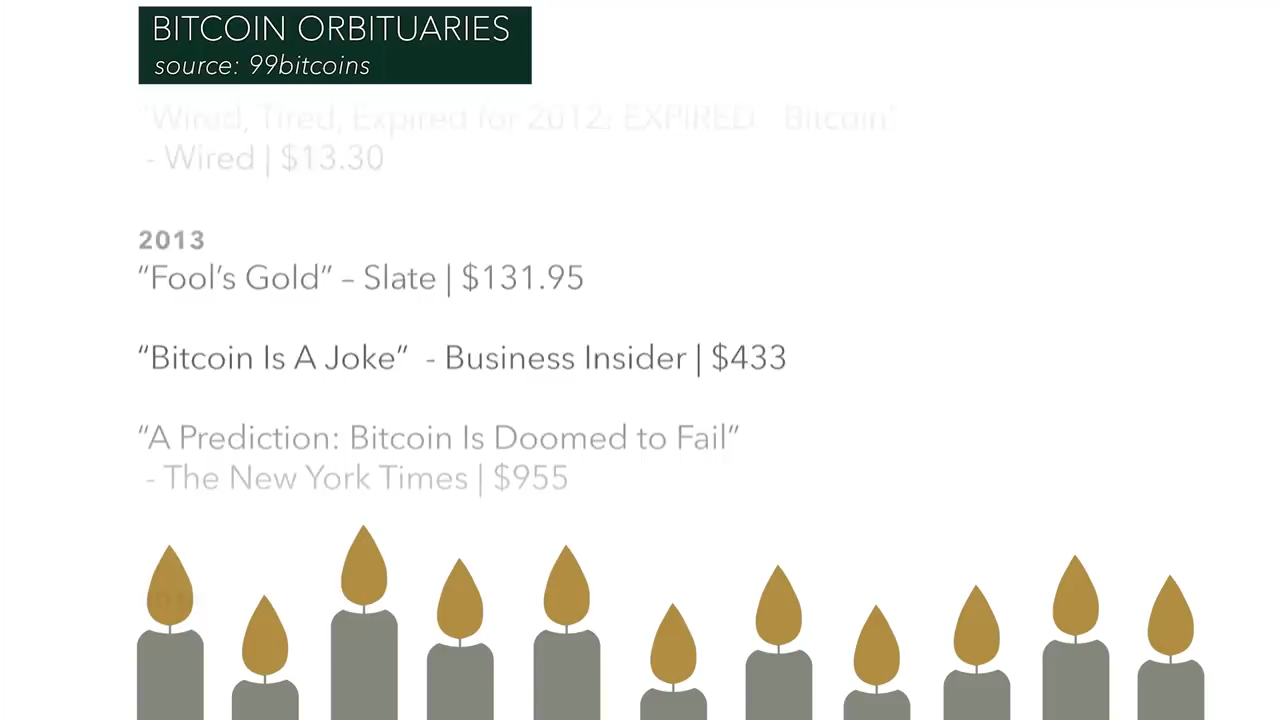 BITCOIN ORBITUARIES
source: 99bitcoins
"Wired, Tired, Expired for 2012: EXPIRED Bitcoin"
- Wired | $13.30
2013
“Fool’s Gold” – Slate | $131.95
“Bitcoin Is A Joke” - Business Insider | $433
“A Prediction: Bitcoin Is Doomed to Fail”
- The New York Times | $955